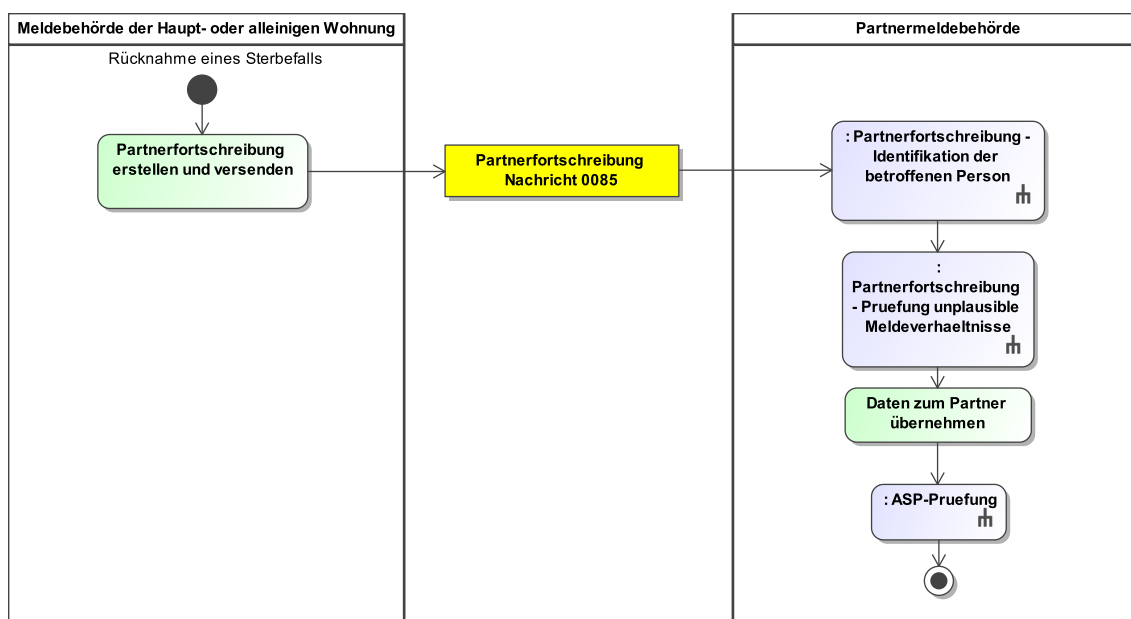 Meldebehörde der Haupt- oder alleinigen Wohnung
Rücknahme eines Sterbefalls
Partnerfortschreibung
erstellen und versenden
Partnerfortschreibung
Nachricht 0085
Partnermeldebehörde
: Partnerfortschreibung -
Identifikation der
betroffenen Person
:
Partnerfortschreibung
- Pruefung unplausible
Meldeverhaeltnisse
Daten zum Partner
übernehmen
: ASP-Pruefung